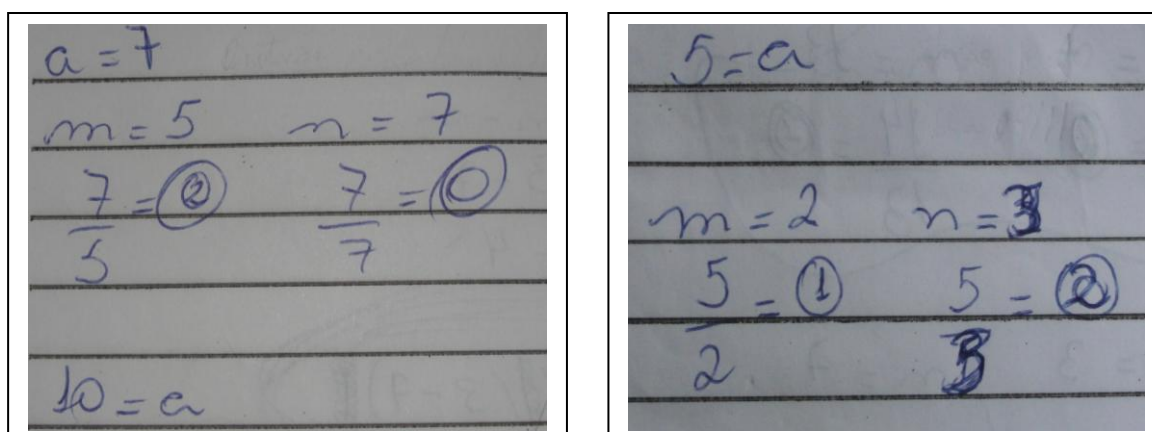 a = 7
m = 5 n = 7
7/5 = 2 7/7 = 0
10 = a
5 = a
m = 2 n = 3
5/2 = 1 5/3 = 2